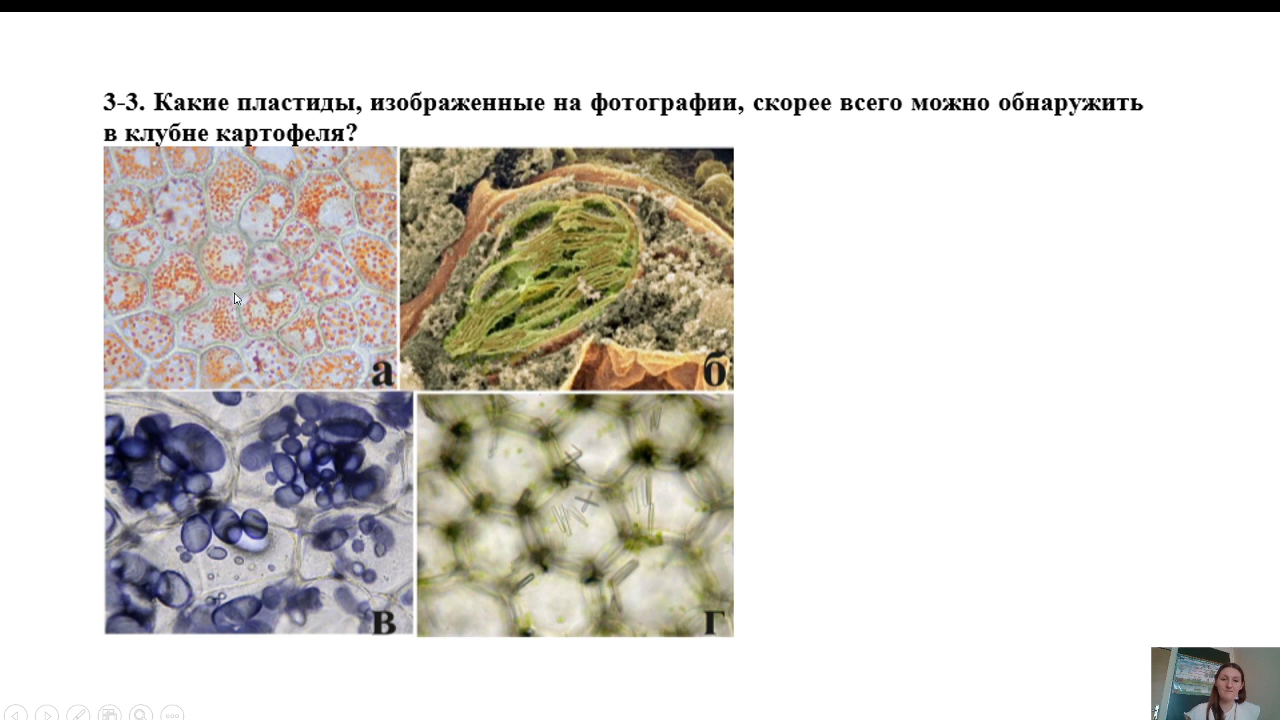 3-3. Какие пластиды, изображенные на фотографии, скорее всего можно обнаружить
в клубне картофеля?
а
б
в
г